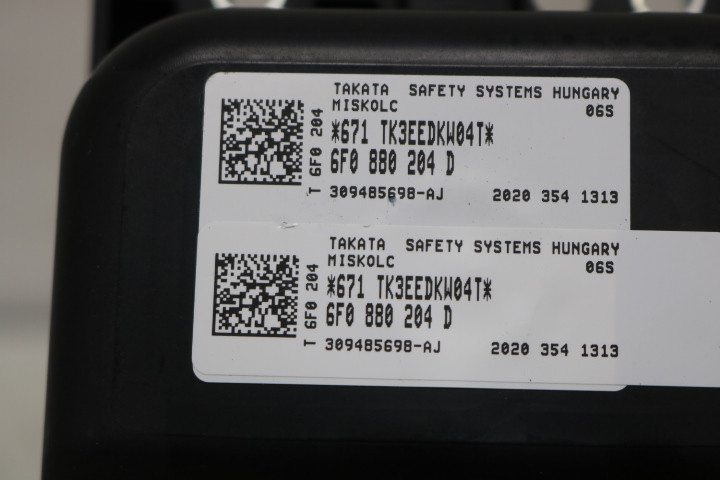 TAKATA SAFETY SYSTEMS HUNGARY
MISKOLC 06S
*671 TK3EEDKW04T*
6F0 880 204 D
T 6F0 204
309485698-AJ 2020 354 1313
TAKATA SAFETY SYSTEMS HUNGARY
MISKOLC 06S
*671 TK3EEDKW04T*
6F0 880 204 D
T 6F0 204
309485698-AJ 2020 354 1313